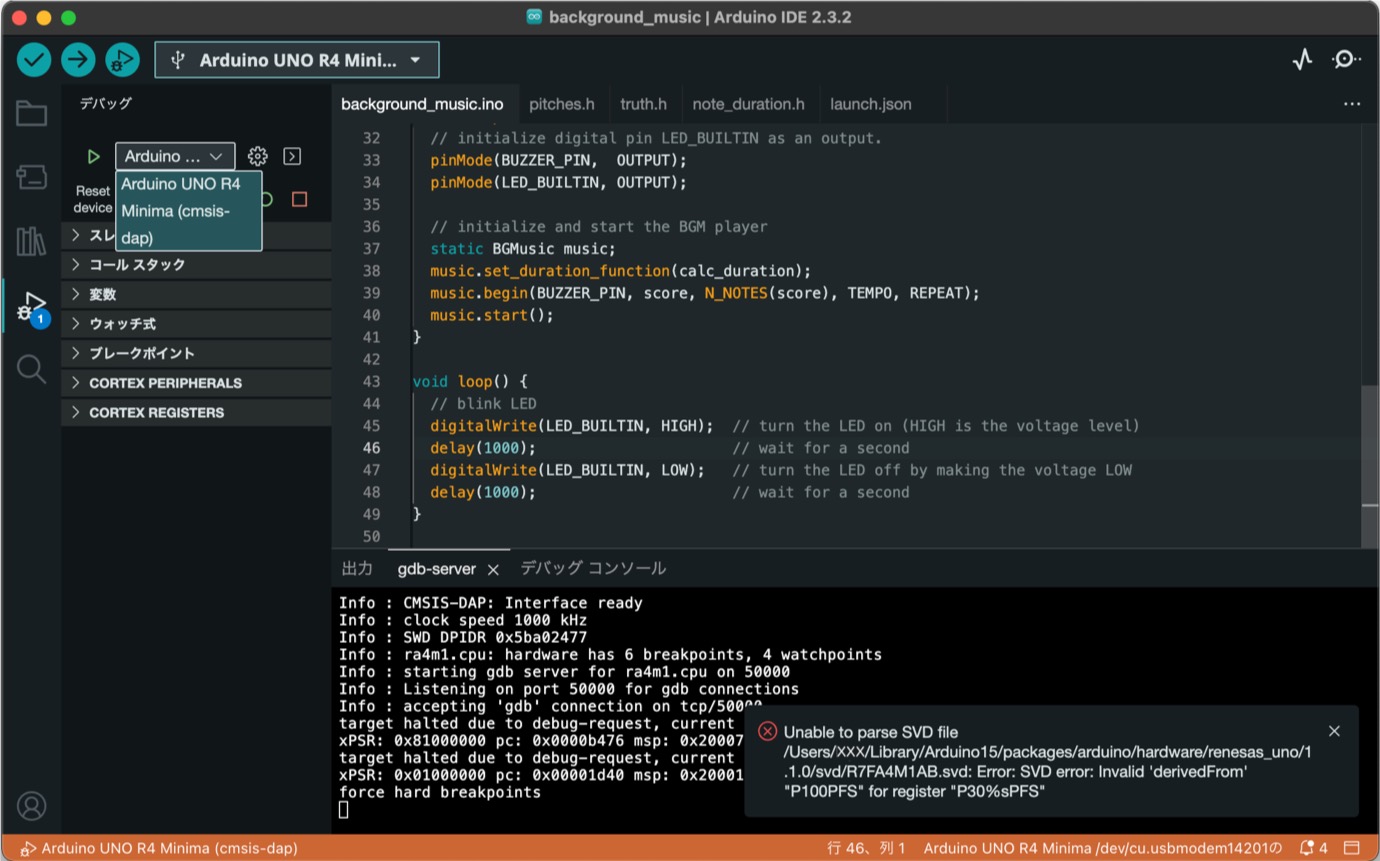 background_music | Arduino IDE 2.3.2
Arduino UNO R4 Mini...
デバッグ
Arduino ...
Arduino UNO R4
Minima (cmsis-
dap)
Reset
device
スレ
コール スタック
変数
ウォッチ式
ブレークポイント
CORTEX PERIPHERALS
CORTEX REGISTERS
1
background_music.ino pitches.h truth.h note_duration.h launch.json
32 // initialize digital pin LED_BUILTIN as an output.
33 pinMode(BUZZER_PIN,  OUTPUT);
34 pinMode(LED_BUILTIN, OUTPUT);
35
36 // initialize and start the BGM player
37 static BGMusic music;
38 music.set_duration_function(calc_duration);
39 music.begin(BUZZER_PIN, score, N_NOTES(score), TEMPO, REPEAT);
40 music.start();
41 }
42
43 void loop() {
44 // blink LED
45 digitalWrite(LED_BUILTIN, HIGH);  // turn the LED on (HIGH is the voltage level)
46 delay(1000);                      // wait for a second
47 digitalWrite(LED_BUILTIN, LOW);   // turn the LED off by making the voltage LOW
48 delay(1000);                      // wait for a second
49 }
50
出力 gdb-server デバッグ コンソール
Info : CMSIS-DAP: Interface ready
Info : clock speed 1000 kHz
Info : SWD DPIDR 0x5ba02477
Info : ra4m1.cpu: hardware has 6 breakpoints, 4 watchpoints
Info : starting gdb server for ra4m1.cpu on 50000
Info : Listening on port 50000 for gdb connections
Info : accepting 'gdb' connection on tcp/50000
target halted due to debug-request, current
xPSR: 0x81000000 pc: 0x0000b476 msp: 0x20007
target halted due to debug-request, current
xPSR: 0x01000000 pc: 0x00001d40 msp: 0x20001
force hard breakpoints
Unable to parse SVD file
/Users/XXX/Library/Arduino15/packages/arduino/hardware/renesas_uno/1
.1.0/svd/R7FA4M1AB.svd: Error: SVD error: Invalid 'derivedFrom'
"P100PFS" for register "P30%sPFS"
Arduino UNO R4 Minima (cmsis-dap) 行 46、列 1 Arduino UNO R4 Minima /dev/cu.usbmodem14201の 4